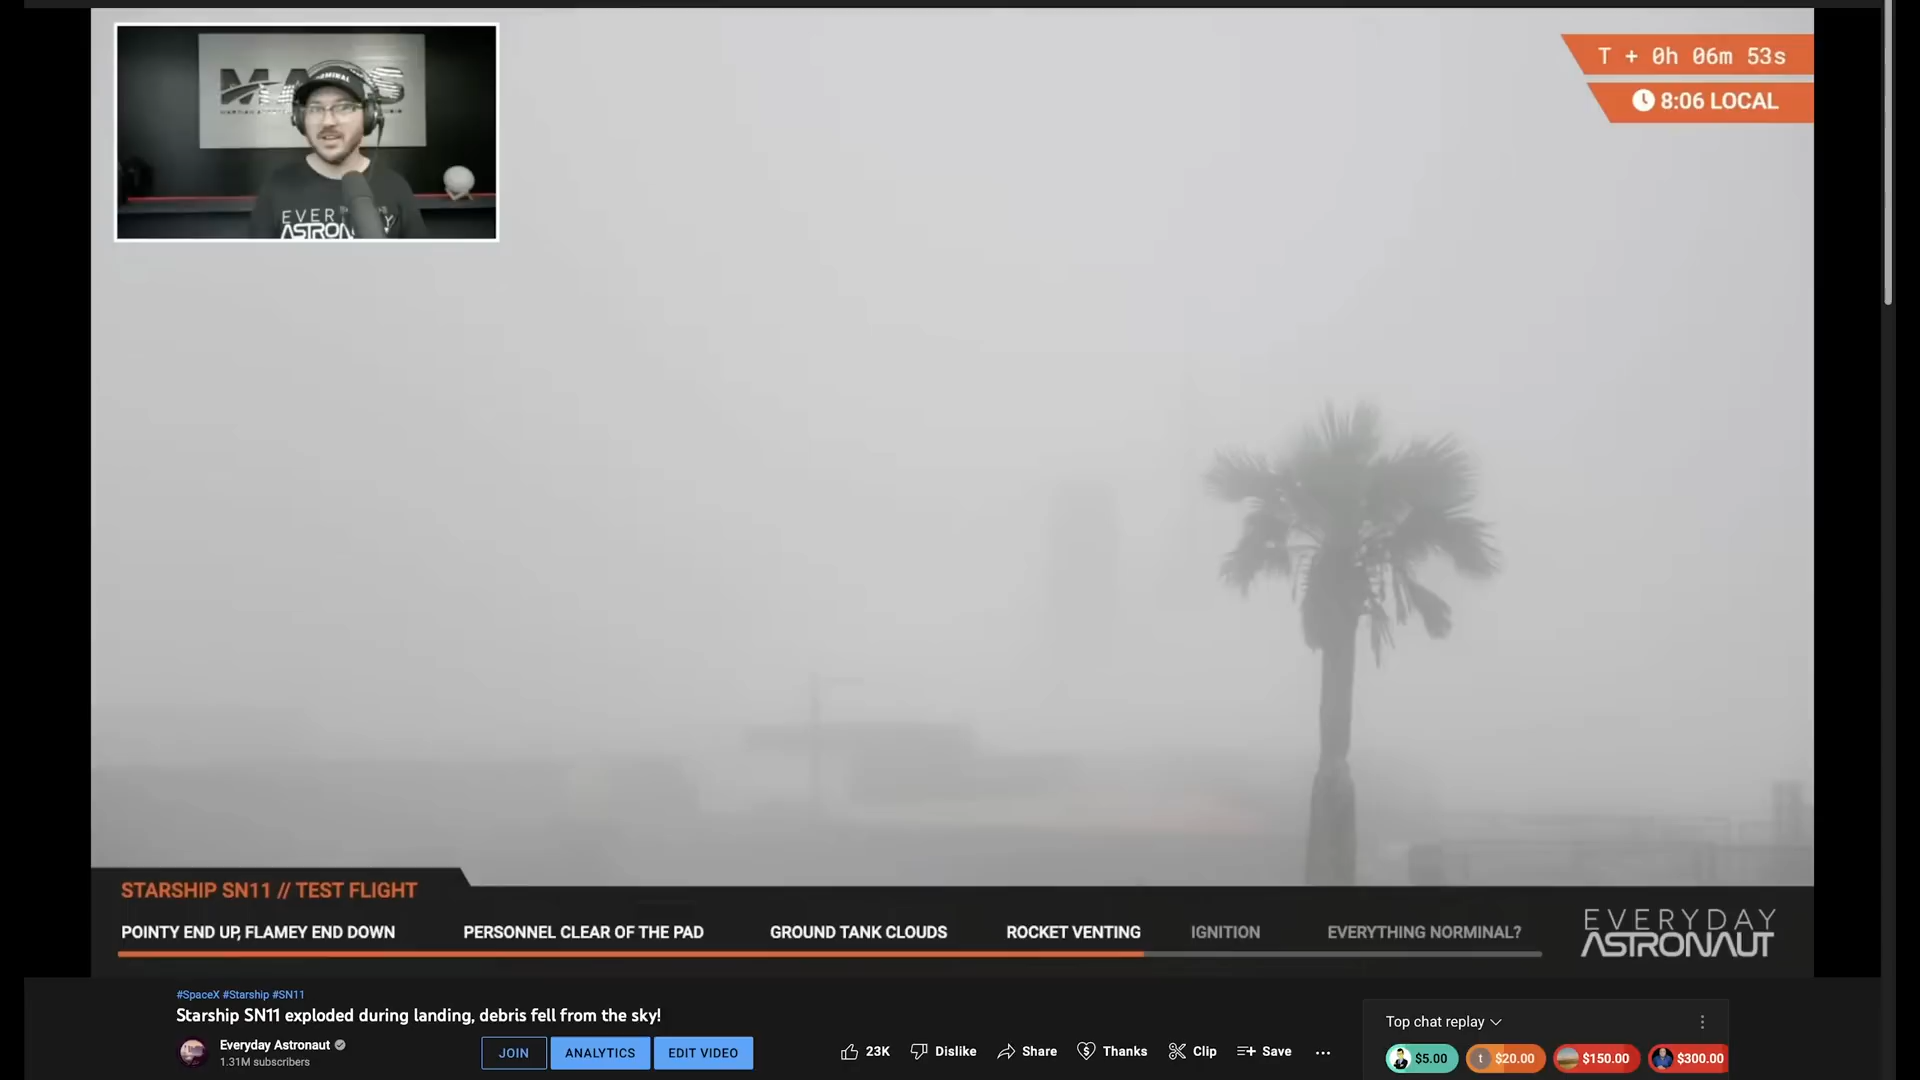 T + 0h 06m 53s
8:06 LOCAL
EVERYDAY
STARSHIP SN11 // TEST FLIGHT
POINTY END UP, FLAMEY END DOWN PERSONNEL CLEAR OF THE PAD GROUND TANK CLOUDS ROCKET VENTING IGNITION EVERYTHING NORMINAL?
EVERYDAY
ASTRONAUT
#SpaceX #Starship #SN11
Starship SN11 exploded during landing, debris fell from the sky!
Everyday Astronaut
1.31M subscribers
JOIN ANALYTICS EDIT VIDEO
23K Dislike Share Thanks Clip Save
Top chat replay
$5.00 t $20.00 $150.00 $300.00